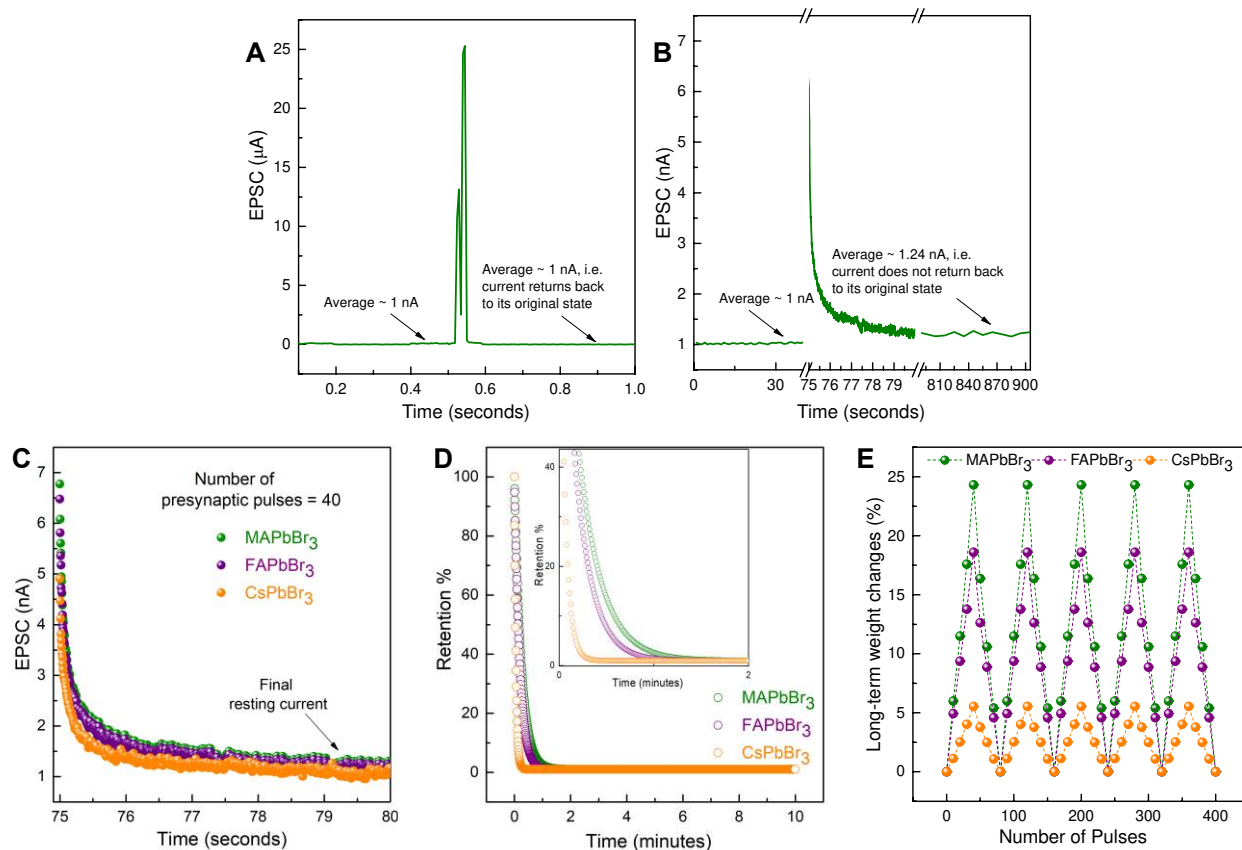 A
EPSC (µA)
25
20
15
10
5
0
Average ~ 1 nA
Average ~ 1 nA, i.e.
current returns back
to its original state
0.2 0.4 0.6 0.8 1.0
Time (seconds)
B
EPSC (nA)
7
6
5
4
3
2
1
Average ~ 1 nA
Average ~ 1.24 nA, i.e.
current does not return back
to its original state
0 30 75 76 77 78 79 810 840 870 900
Time (seconds)
C
EPSC (nA)
7
6
5
4
3
2
1
Number of
presynaptic pulses = 40
MAPbBr3
FAPbBr3
CsPbBr3
Final
resting current
75 76 77 78 79 80
Time (seconds)
D
Retention %
100
80
60
40
20
0
Retention %
40
20
0
0 2
Time (minutes)
MAPbBr3
FAPbBr3
CsPbBr3
0 2 4 6 8 10
Time (minutes)
E
MAPbBr3 FAPbBr3 CsPbBr3
Long-term weight changes (%)
25
20
15
10
5
0
0 100 200 300 400
Number of Pulses